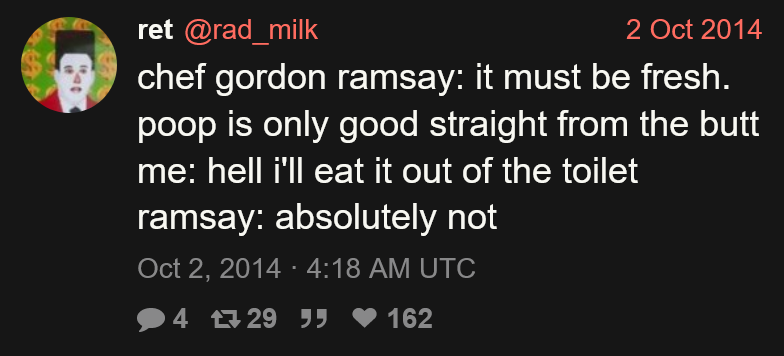 ret @rad_milk 2 Oct 2014
chef gordon ramsay: it must be fresh.
poop is only good straight from the butt
me: hell i'll eat it out of the toilet
ramsay: absolutely not
Oct 2, 2014 · 4:18 AM UTC
4 29 162